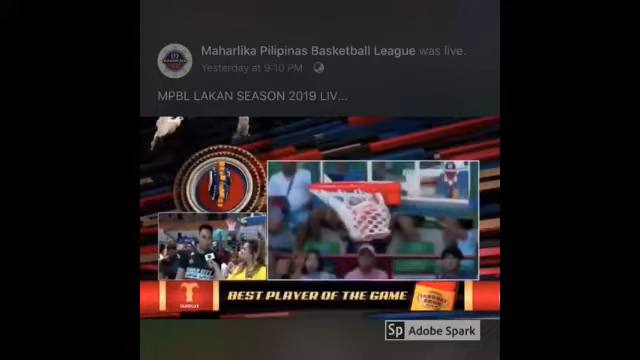 Maharlika Pilipinas Basketball League was live.
Yesterday at 9:10 PM
MPBL LAKAN SEASON 2019 LIV...
BEST PLAYER OF THE GAME
Sp Adobe Spark